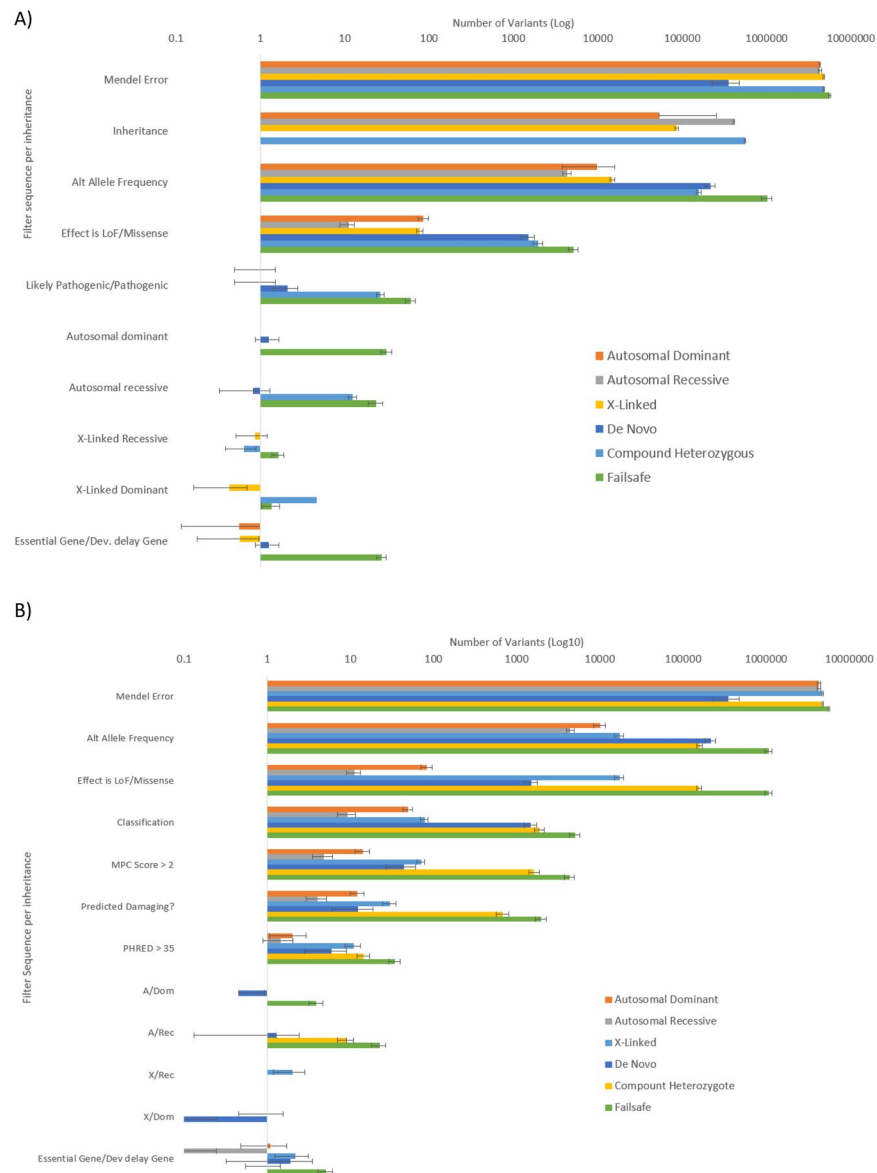 A)
Number of Variants (Log)
0.1 1 10 100 1000 10000 100000 1000000 10000000
Filter sequence per inheritance
Mendel Error
Inheritance
Alt Allele Frequency
Effect is LoF/Missense
Likely Pathogenic/Pathogenic
Autosomal dominant
Autosomal recessive
X-Linked Recessive
X-Linked Dominant
Essential Gene/Dev. delay Gene
Autosomal Dominant
Autosomal Recessive
X-Linked
De Novo
Compound Heterozygous
Failsafe
B)
Number of Variants (Log10)
0.1 1 10 100 1000 10000 100000 1000000 10000000
Filter Sequence per inheritance
Mendel Error
Alt Allele Frequency
Effect is LoF/Missense
Classification
MPC Score > 2
Predicted Damaging?
PHRED > 35
A/Dom
A/Rec
X/Rec
X/Dom
Essential Gene/Dev delay Gene
Autosomal Dominant
Autosomal Recessive
X-Linked
De Novo
Compount Heterozygote
Failsafe